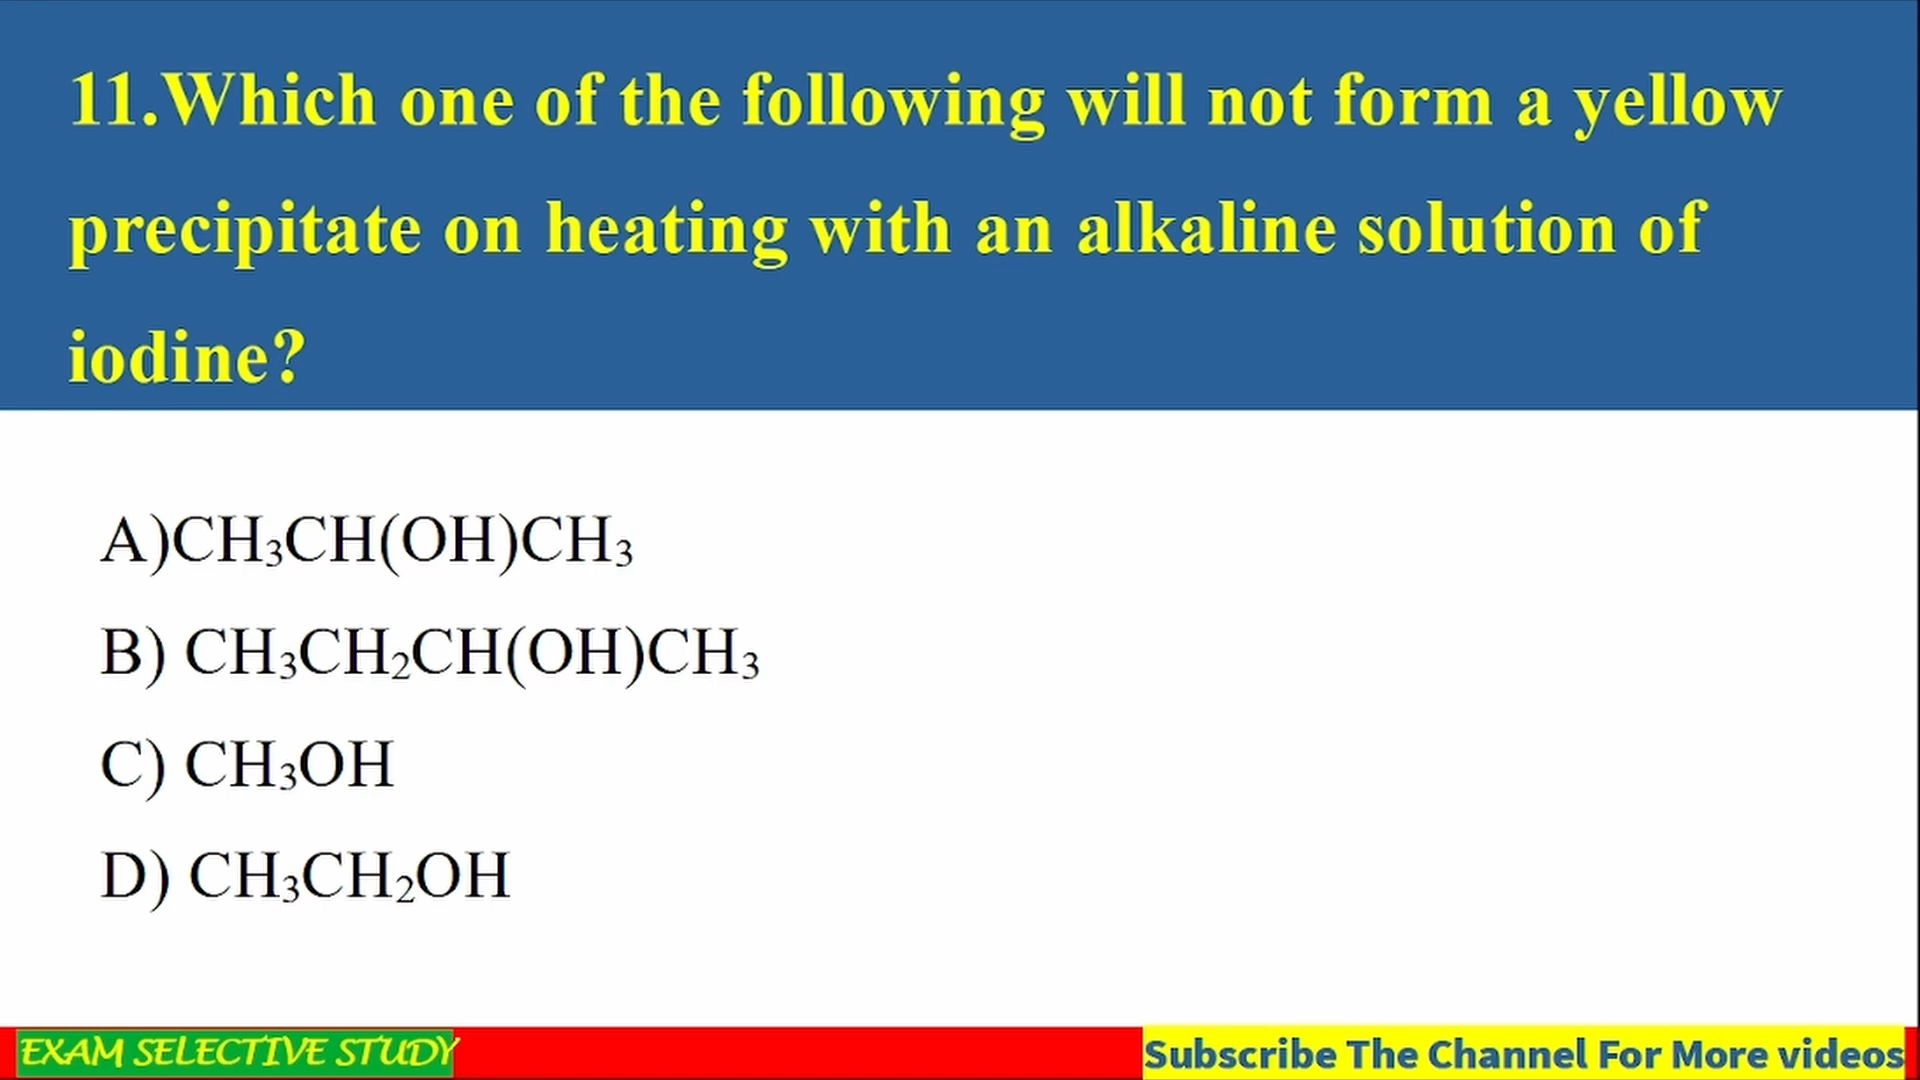 11.Which one of the following will not form a yellow
precipitate on heating with an alkaline solution of
iodine?
A)CH₃CH(OH)CH₃
B) CH₃CH₂CH(OH)CH₃
C) CH₃OH
D) CH₃CH₂OH
EXAM SELECTIVE STUDY
Subscribe The Channel For More videos